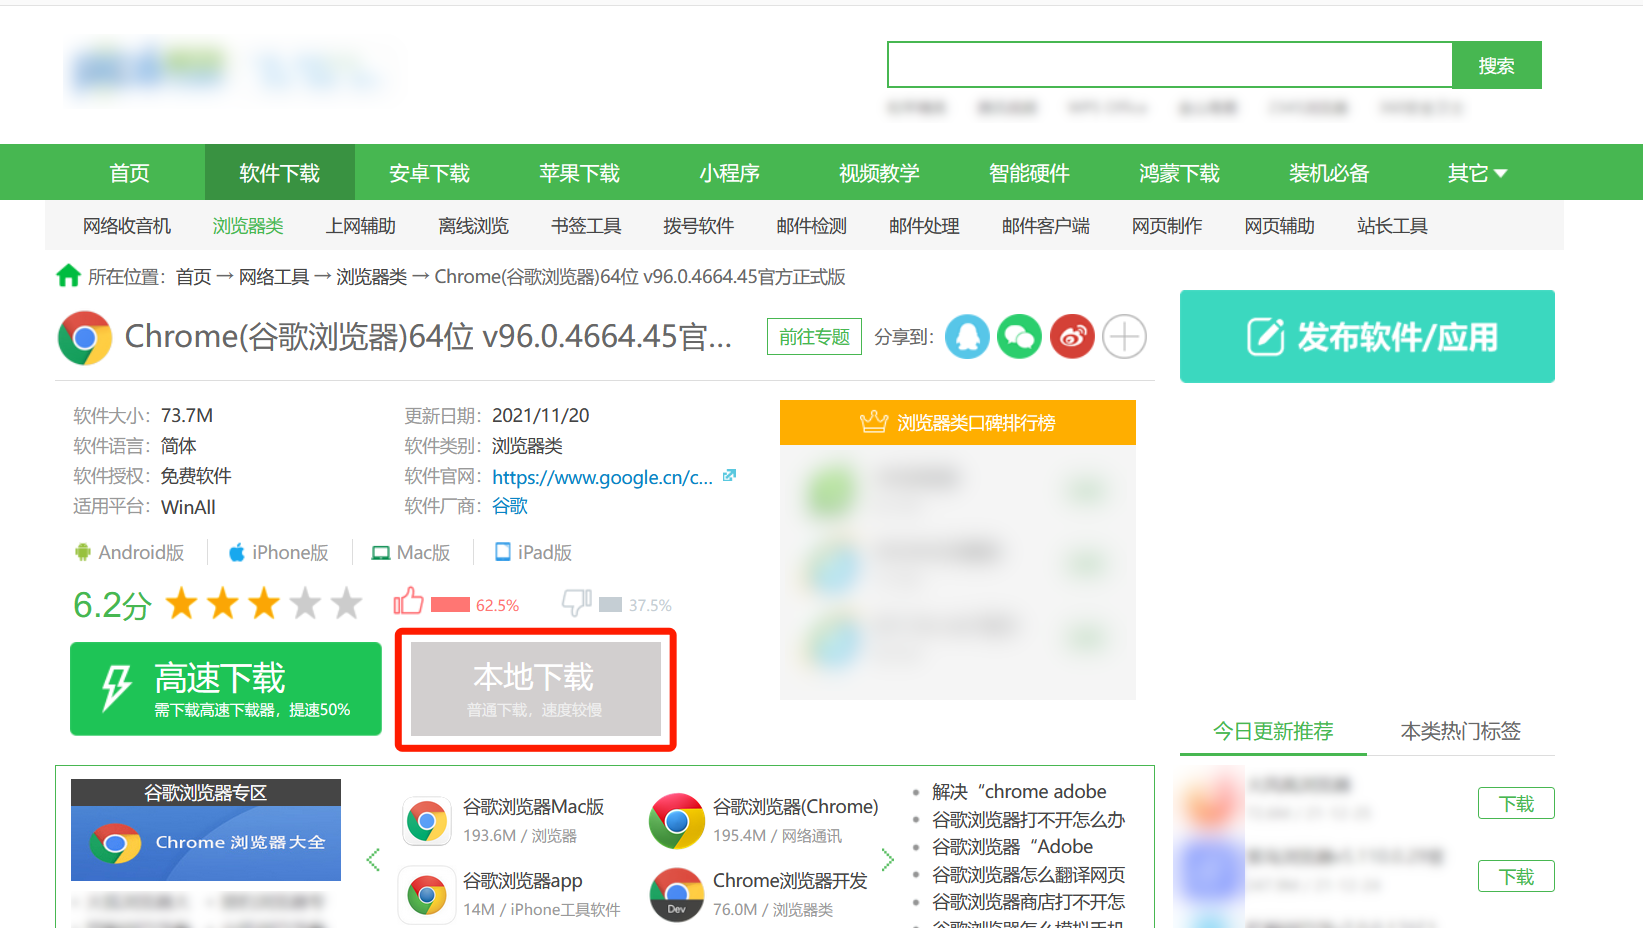 搜索
首页 软件下载 安卓下载 苹果下载 小程序 视频教学 智能硬件 鸿蒙下载 装机必备 其它
网络收音机 浏览器类 上网辅助 离线浏览 书签工具 拨号软件 邮件检测 邮件处理 邮件客户端 网页制作 网页辅助 站长工具
所在位置：首页→网络工具→浏览器类→Chrome(谷歌浏览器)64位 v96.0.4664.45官方正式版
Chrome(谷歌浏览器)64位 v96.0.4664.45官...
前往专题
分享到：
发布软件/应用
软件大小：73.7M
更新日期：2021/11/20
软件语言：简体
软件类别：浏览器类
软件授权：免费软件
软件官网：https://www.google.cn/c...
适用平台：WinAll
软件厂商：谷歌
Android版 iPhone版 Mac版 iPad版
6.2分
62.5%
37.5%
高速下载
需下载高速下载器，提速50%
本地下载
普通下载，速度较慢
浏览器类口碑排行榜
今日更新推荐 本类热门标签
下载
下载
谷歌浏览器专区
Chrome 浏览器大全
谷歌浏览器Mac版
193.6M / 浏览器
谷歌浏览器(Chrome)
195.4M / 网络通讯
谷歌浏览器app
14M / iPhone工具软件
Chrome浏览器开发
76.0M / 浏览器类
Dev
解决“chrome adobe
谷歌浏览器打不开怎么办
谷歌浏览器“Adobe
谷歌浏览器怎么翻译网页
谷歌浏览器商店打不开怎
谷歌浏览器怎么模拟手机